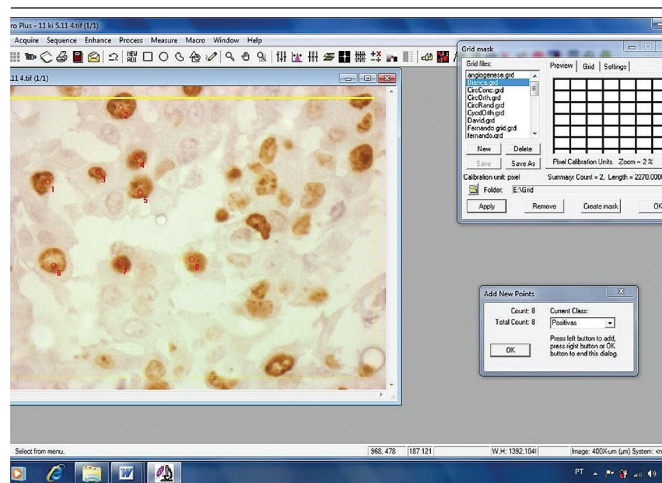 ro Plus - 11 ki 5.11 4.tif (1/1)
Acquire Sequence Enhance Process Measure Macro Window Help
.11 4.tif (1/1)
1
2
3
4
5
6
7
8
Grid mask
Grid files:
angiogenese.grd
Bianca.grd
CircConc.grd
CircOrth.grd
CircRand.grd
CycdOrth.grd
David.grd
Fernando grid.grd
fernando.grd
New Delete
Save Save As
Preview Grid Settings
Pixel Calibration Units. Zoom = 2 %
Calibration unit: pixel Summary: Count = 2, Length = 2270.0000
Folder: E:\Grid
Apply Remove Create mask OK
Add New Points
Count: 8 Current Class:
Total Count: 8 Positivas
Press left button to add,
press right button or OK
button to end this dialog.
OK
Select from menu. 968, 478 187 121 W,H: 1392,104( Image: 400X-um (um) System: <n
PT